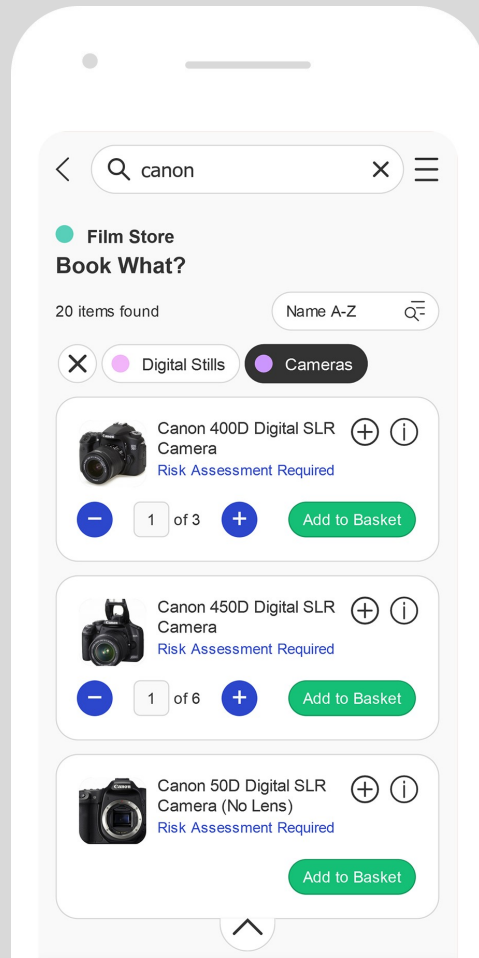 canon
Film Store
Book What?
20 items found
Name A-Z
Digital Stills
Cameras
Canon 400D Digital SLR
Camera
Risk Assessment Required
1 of 3
Add to Basket
Canon 450D Digital SLR
Camera
Risk Assessment Required
1 of 6
Add to Basket
Canon
Canon 50D Digital SLR
Camera (No Lens)
Risk Assessment Required
Add to Basket